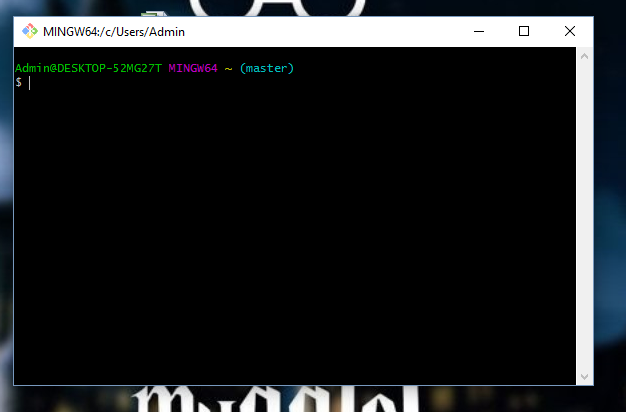 MINGW64:/c/Users/Admin
Admin@DESKTOP-52MG27T MINGW64 ~ (master)
$